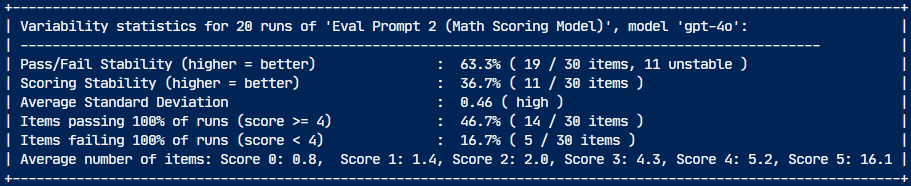 Variability statistics for 20 runs of 'Eval Prompt 2 (Math Scoring Model)', model 'gpt-4o':
Pass/Fail Stability (higher = better) : 63.3% ( 19 / 30 items, 11 unstable )
Scoring Stability (higher = better) : 36.7% ( 11 / 30 items )
Average Standard Deviation : 0.46 ( high )
Items passing 100% of runs (score >= 4) : 46.7% ( 14 / 30 items )
Items failing 100% of runs (score < 4) : 16.7% ( 5 / 30 items )
Average number of items: Score 0: 0.8, Score 1: 1.4, Score 2: 2.0, Score 3: 4.3, Score 4: 5.2, Score 5: 16.1